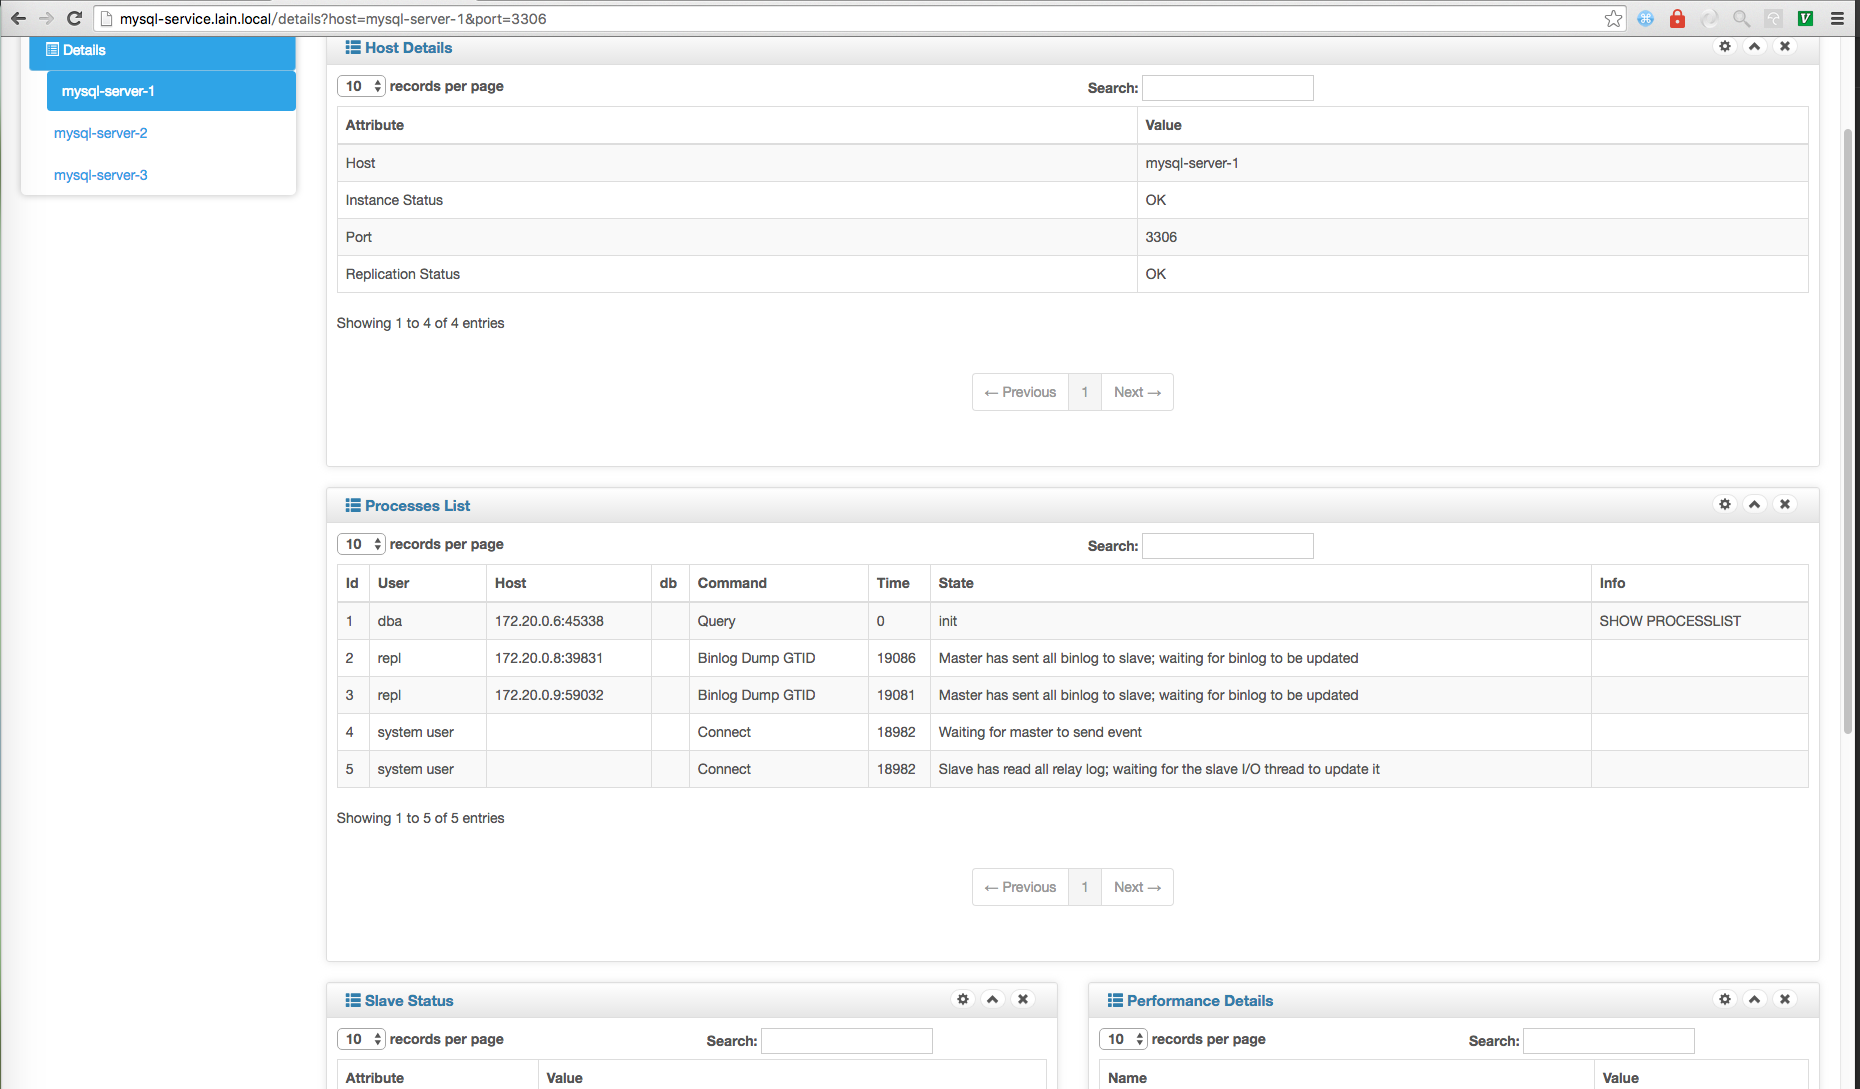 mysql-service.lain.local/details?host=mysql-server-1&port=3306
Details
mysql-server-1
mysql-server-2
mysql-server-3
Host Details
10 records per page Search:
Attribute Value
Host mysql-server-1
Instance Status OK
Port 3306
Replication Status OK
Showing 1 to 4 of 4 entries
← Previous 1 Next →
Processes List
10 records per page Search:
Id User Host db Command Time State Info
1 dba 172.20.0.6:45338 Query 0 init SHOW PROCESSLIST
2 repl 172.20.0.8:39831 Binlog Dump GTID 19086 Master has sent all binlog to slave; waiting for binlog to be updated
3 repl 172.20.0.9:59032 Binlog Dump GTID 19081 Master has sent all binlog to slave; waiting for binlog to be updated
4 system user Connect 18982 Waiting for master to send event
5 system user Connect 18982 Slave has read all relay log; waiting for the slave I/O thread to update it
Showing 1 to 5 of 5 entries
← Previous 1 Next →
Slave Status
10 records per page Search:
Attribute Value
Performance Details
10 records per page Search:
Name Value